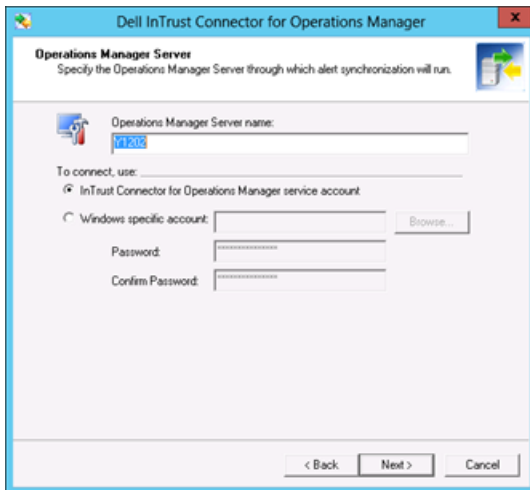 Dell InTrust Connector for Operations Manager
x
Operations Manager Server
Specify the Operations Manager Server through which alert synchronization will run.
Operations Manager Server name:
Y1202
To connect, use:
InTrust Connector for Operations Manager service account
Windows specific account:
Browse...
Password:
Confirm Password:
< Back
Next >
Cancel